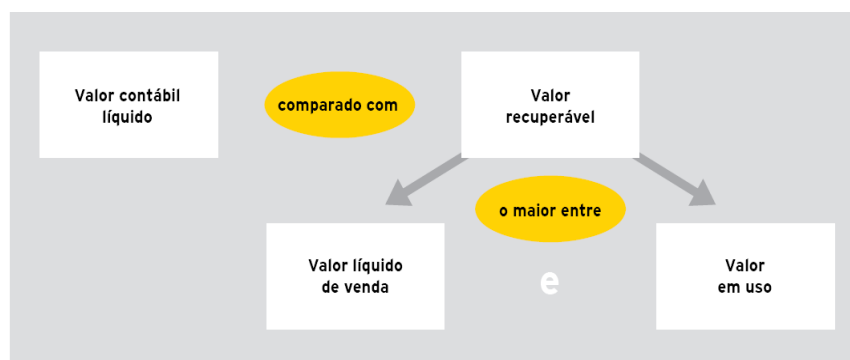 Valor contábil
líquido
comparado com
Valor
recuperável
o maior entre
Valor líquido
de venda
e
Valor
em uso